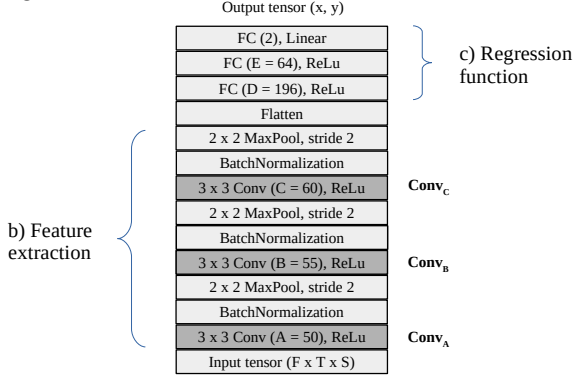 Output tensor (x, y)
FC (2), Linear
FC (E = 64), ReLu
FC (D = 196), ReLu
c) Regression
function
Flatten
2 x 2 MaxPool, stride 2
BatchNormalization
3 x 3 Conv (C = 60), ReLu
Conv_C
2 x 2 MaxPool, stride 2
BatchNormalization
b) Feature
extraction
3 x 3 Conv (B = 55), ReLu
Conv_B
2 x 2 MaxPool, stride 2
BatchNormalization
3 x 3 Conv (A = 50), ReLu
Conv_A
Input tensor (F x T x S)